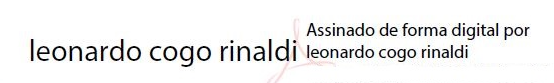 leonardo cogo rinaldi
Assinado de forma digital por
leonardo cogo rinaldi